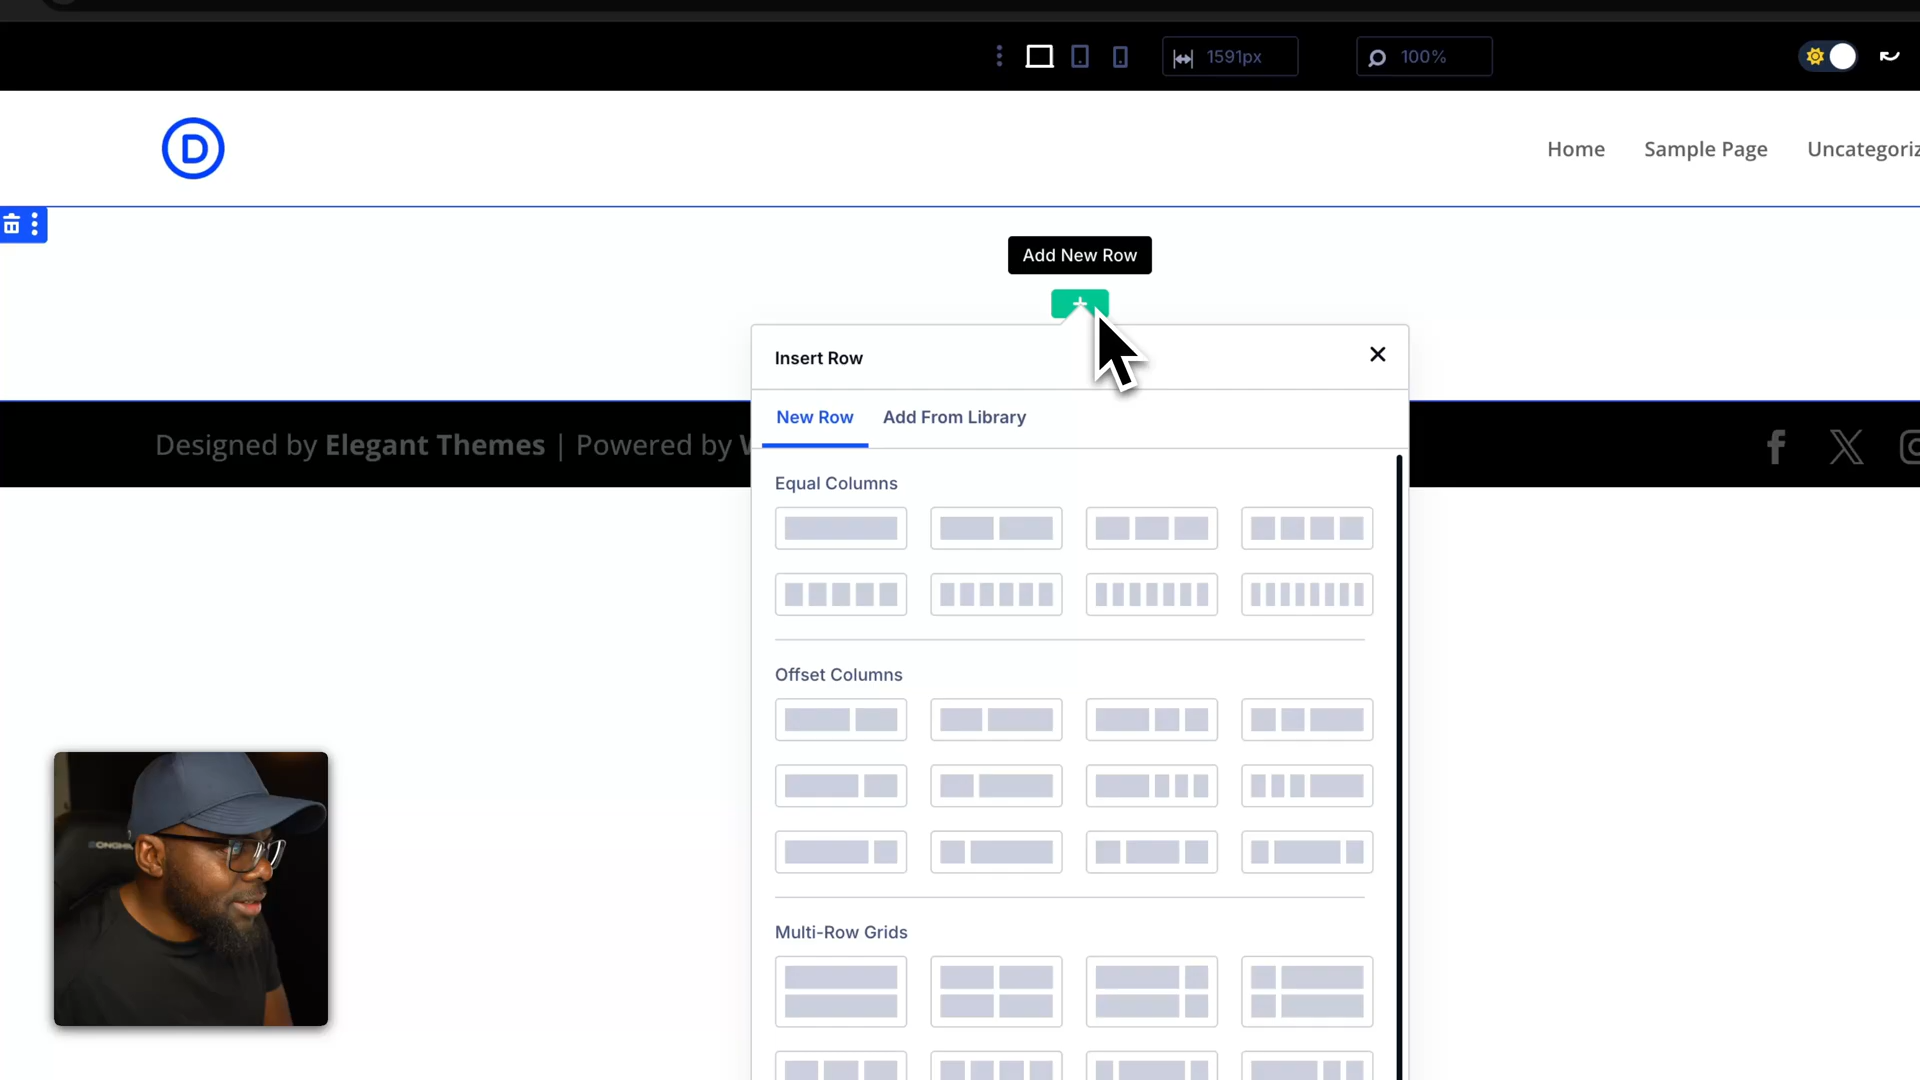 1591px
100%
D
Home Sample Page Uncategoriz
Add New Row
Insert Row
New Row Add From Library
Designed by Elegant Themes | Powered by
Equal Columns
Offset Columns
Multi-Row Grids